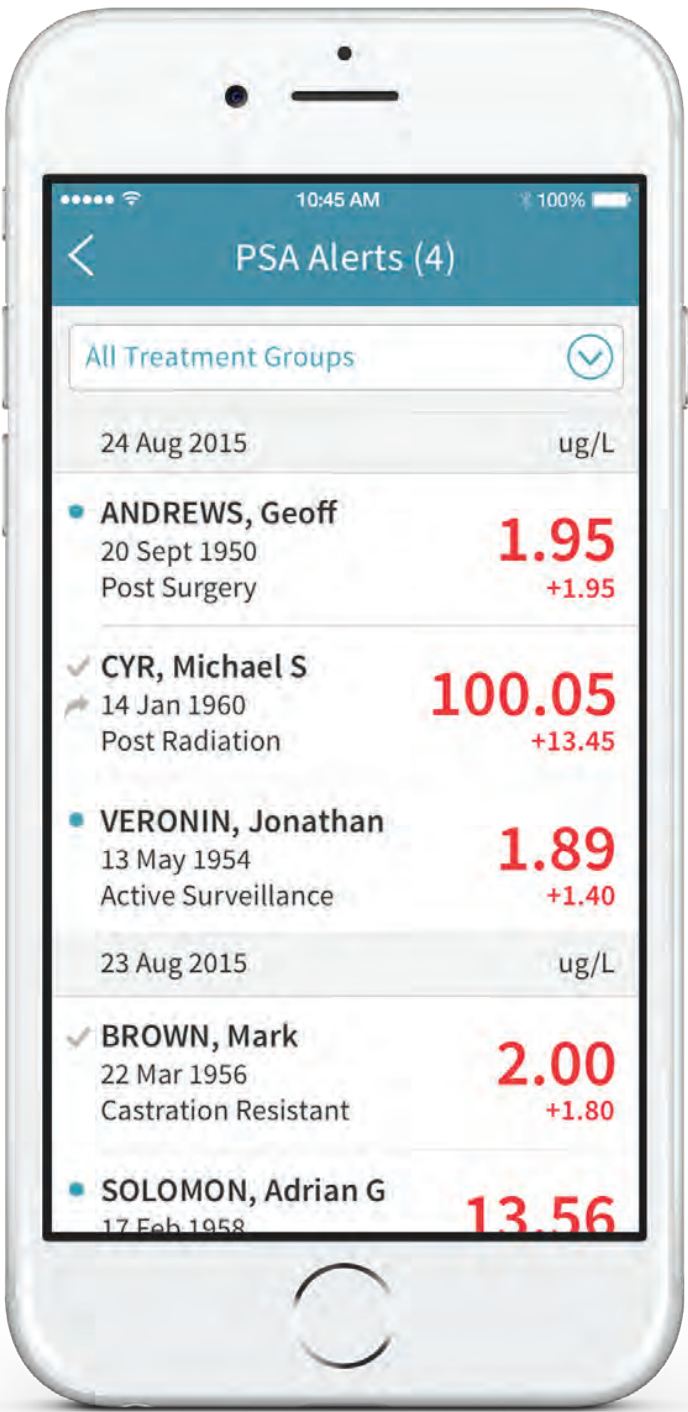 10:45 AM 100%
PSA Alerts (4)
All Treatment Groups
24 Aug 2015 ug/L
ANDREWS, Geoff 1.95
20 Sept 1950
Post Surgery +1.95
CYR, Michael S 100.05
14 Jan 1960
Post Radiation +13.45
VERONIN, Jonathan 1.89
13 May 1954
Active Surveillance +1.40
23 Aug 2015 ug/L
BROWN, Mark 2.00
22 Mar 1956
Castration Resistant +1.80
SOLOMON, Adrian G 13.56
17 Feb 1958